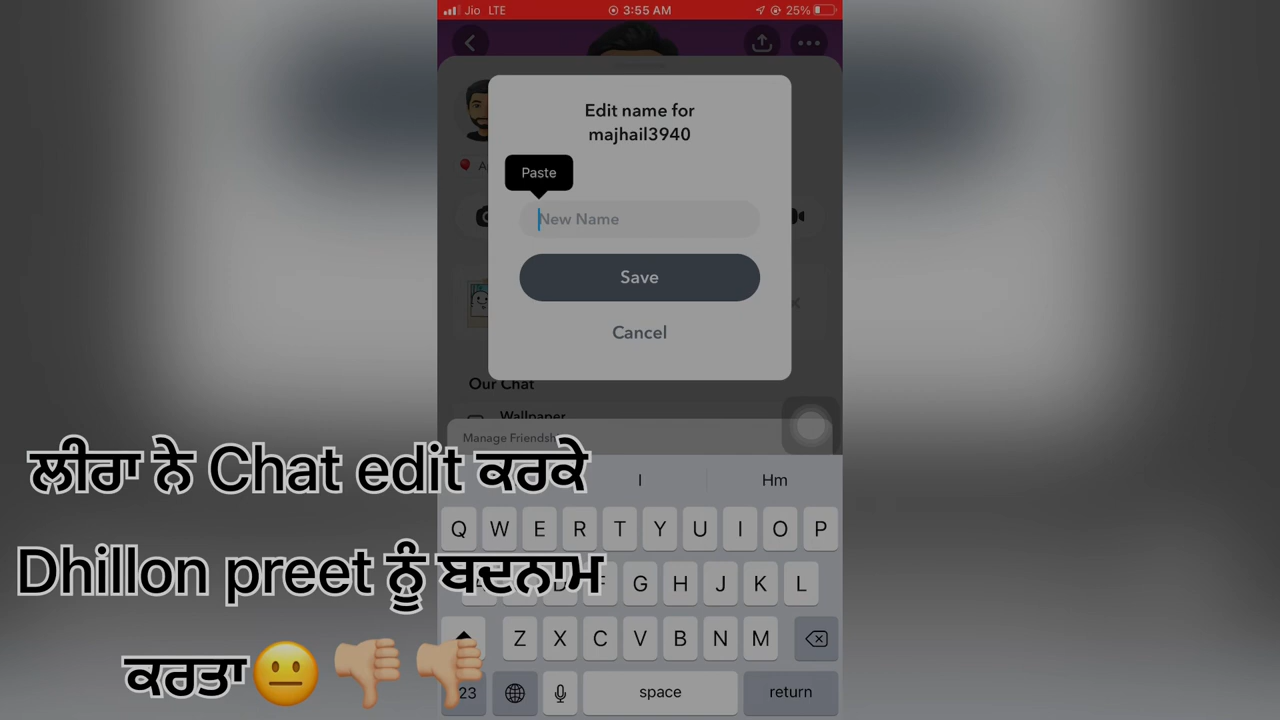 Jio LTE 3:55 AM 25%
Edit name for
majhail3940
Paste
New Name
Save
Cancel
Our Chat
Wallpaper
Manage Friendship
I Hm
Q W E R T Y U I O P
G H J K L
Z X C V B N M
123 space return
ਲੀਰਾ ਨੇ Chat edit ਕਰਕੇ
Dhillon preet ਨੂੰ ਬਦਨਾਮ
ਕਰਤਾ😐👎🏻👎🏻